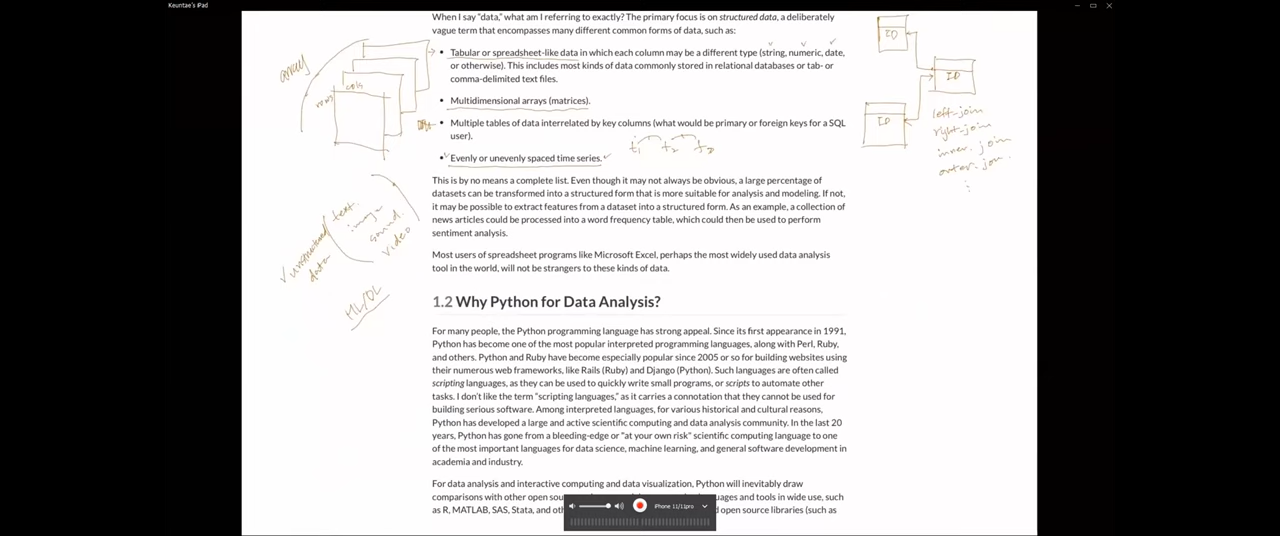 Keuntae's iPad
When I say "data," what am I referring to exactly? The primary focus is on structured data, a deliberately
vague term that encompasses many different common forms of data, such as:
• Tabular or spreadsheet-like data in which each column may be a different type (string, numeric, date,
or otherwise). This includes most kinds of data commonly stored in relational databases or tab- or
comma-delimited text files.
• Multidimensional arrays (matrices).
• Multiple tables of data interrelated by key columns (what would be primary or foreign keys for a SQL
user).
• Evenly or unevenly spaced time series.
array
rows
cols
t1 t2 t3
ID
ID
ID
left-join
right-join
inner-join
outer-join
⋮
This is by no means a complete list. Even though it may not always be obvious, a large percentage of
datasets can be transformed into a structured form that is more suitable for analysis and modeling. If not,
it may be possible to extract features from a dataset into a structured form. As an example, a collection of
news articles could be processed into a word frequency table, which could then be used to perform
sentiment analysis.
Most users of spreadsheet programs like Microsoft Excel, perhaps the most widely used data analysis
tool in the world, will not be strangers to these kinds of data.
unstructured
data
text
image
sound
video
ML/DL
1.2 Why Python for Data Analysis?
For many people, the Python programming language has strong appeal. Since its first appearance in 1991,
Python has become one of the most popular interpreted programming languages, along with Perl, Ruby,
and others. Python and Ruby have become especially popular since 2005 or so for building websites using
their numerous web frameworks, like Rails (Ruby) and Django (Python). Such languages are often called
scripting languages, as they can be used to quickly write small programs, or scripts to automate other
tasks. I don't like the term "scripting languages," as it carries a connotation that they cannot be used for
building serious software. Among interpreted languages, for various historical and cultural reasons,
Python has developed a large and active scientific computing and data analysis community. In the last 20
years, Python has gone from a bleeding-edge or "at your own risk" scientific computing language to one
of the most important languages for data science, machine learning, and general software development in
academia and industry.
For data analysis and interactive computing and data visualization, Python will inevitably draw
comparisons with other open sou uages and tools in wide use, such
as R, MATLAB, SAS, Stata, and oth d open source libraries (such as
iPhone 11/11pro